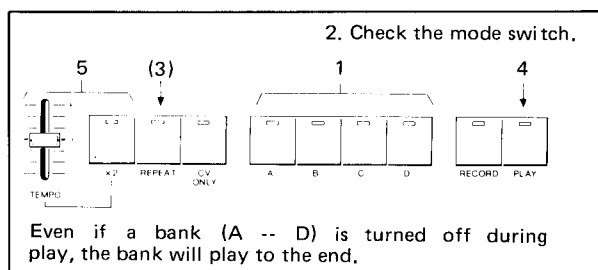 2. Check the mode switch.
5 (3) 1 4
x2 REPEAT CV ONLY A B C D RECORD PLAY
TEMPO
Even if a bank (A -- D) is turned off during
play, the bank will play to the end.